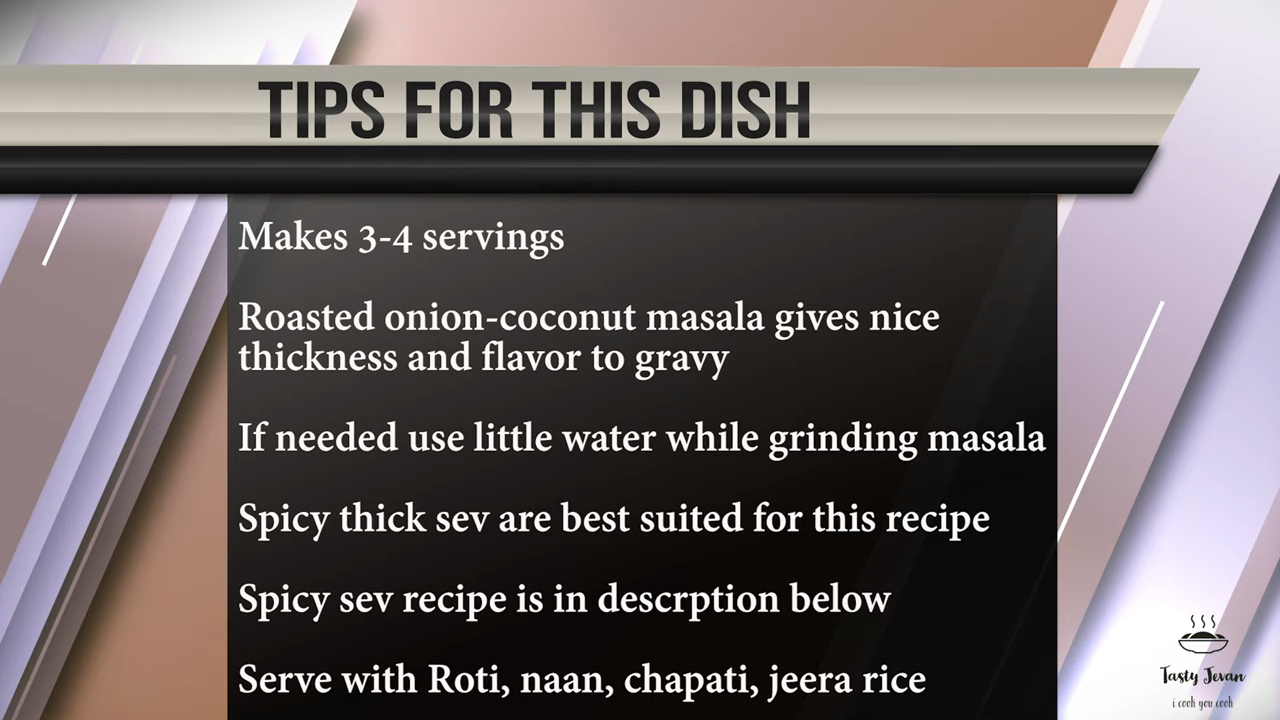 TIPS FOR THIS DISH
Makes 3-4 servings
Roasted onion-coconut masala gives nice
thickness and flavor to gravy
If needed use little water while grinding masala
Spicy thick sev are best suited for this recipe
Spicy sev recipe is in descrption below
Serve with Roti, naan, chapati, jeera rice
Tasty Jevan
i cook you cook